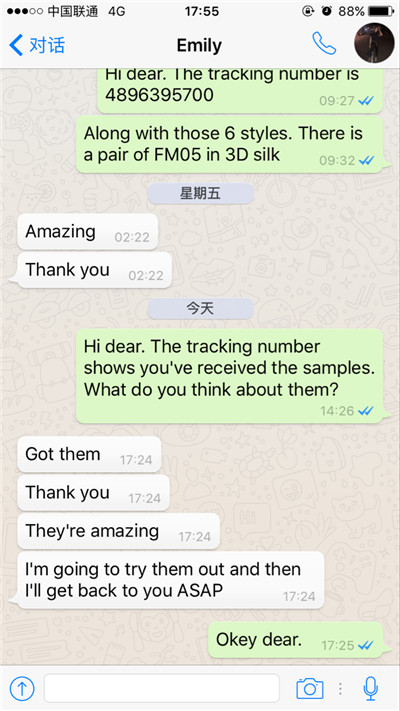 中国联通 4G 17:55 88%
对话 Emily
Hi dear. The tracking number is
4896395700
09:27
Along with those 6 styles. There is
a pair of FM05 in 3D silk
09:32
星期五
Amazing 02:22
Thank you 02:22
今天
Hi dear. The tracking number
shows you've received the samples.
What do you think about them?
14:26
Got them 17:24
Thank you 17:24
They're amazing 17:24
I'm going to try them out and then
I'll get back to you ASAP
17:24
Okey dear. 17:25